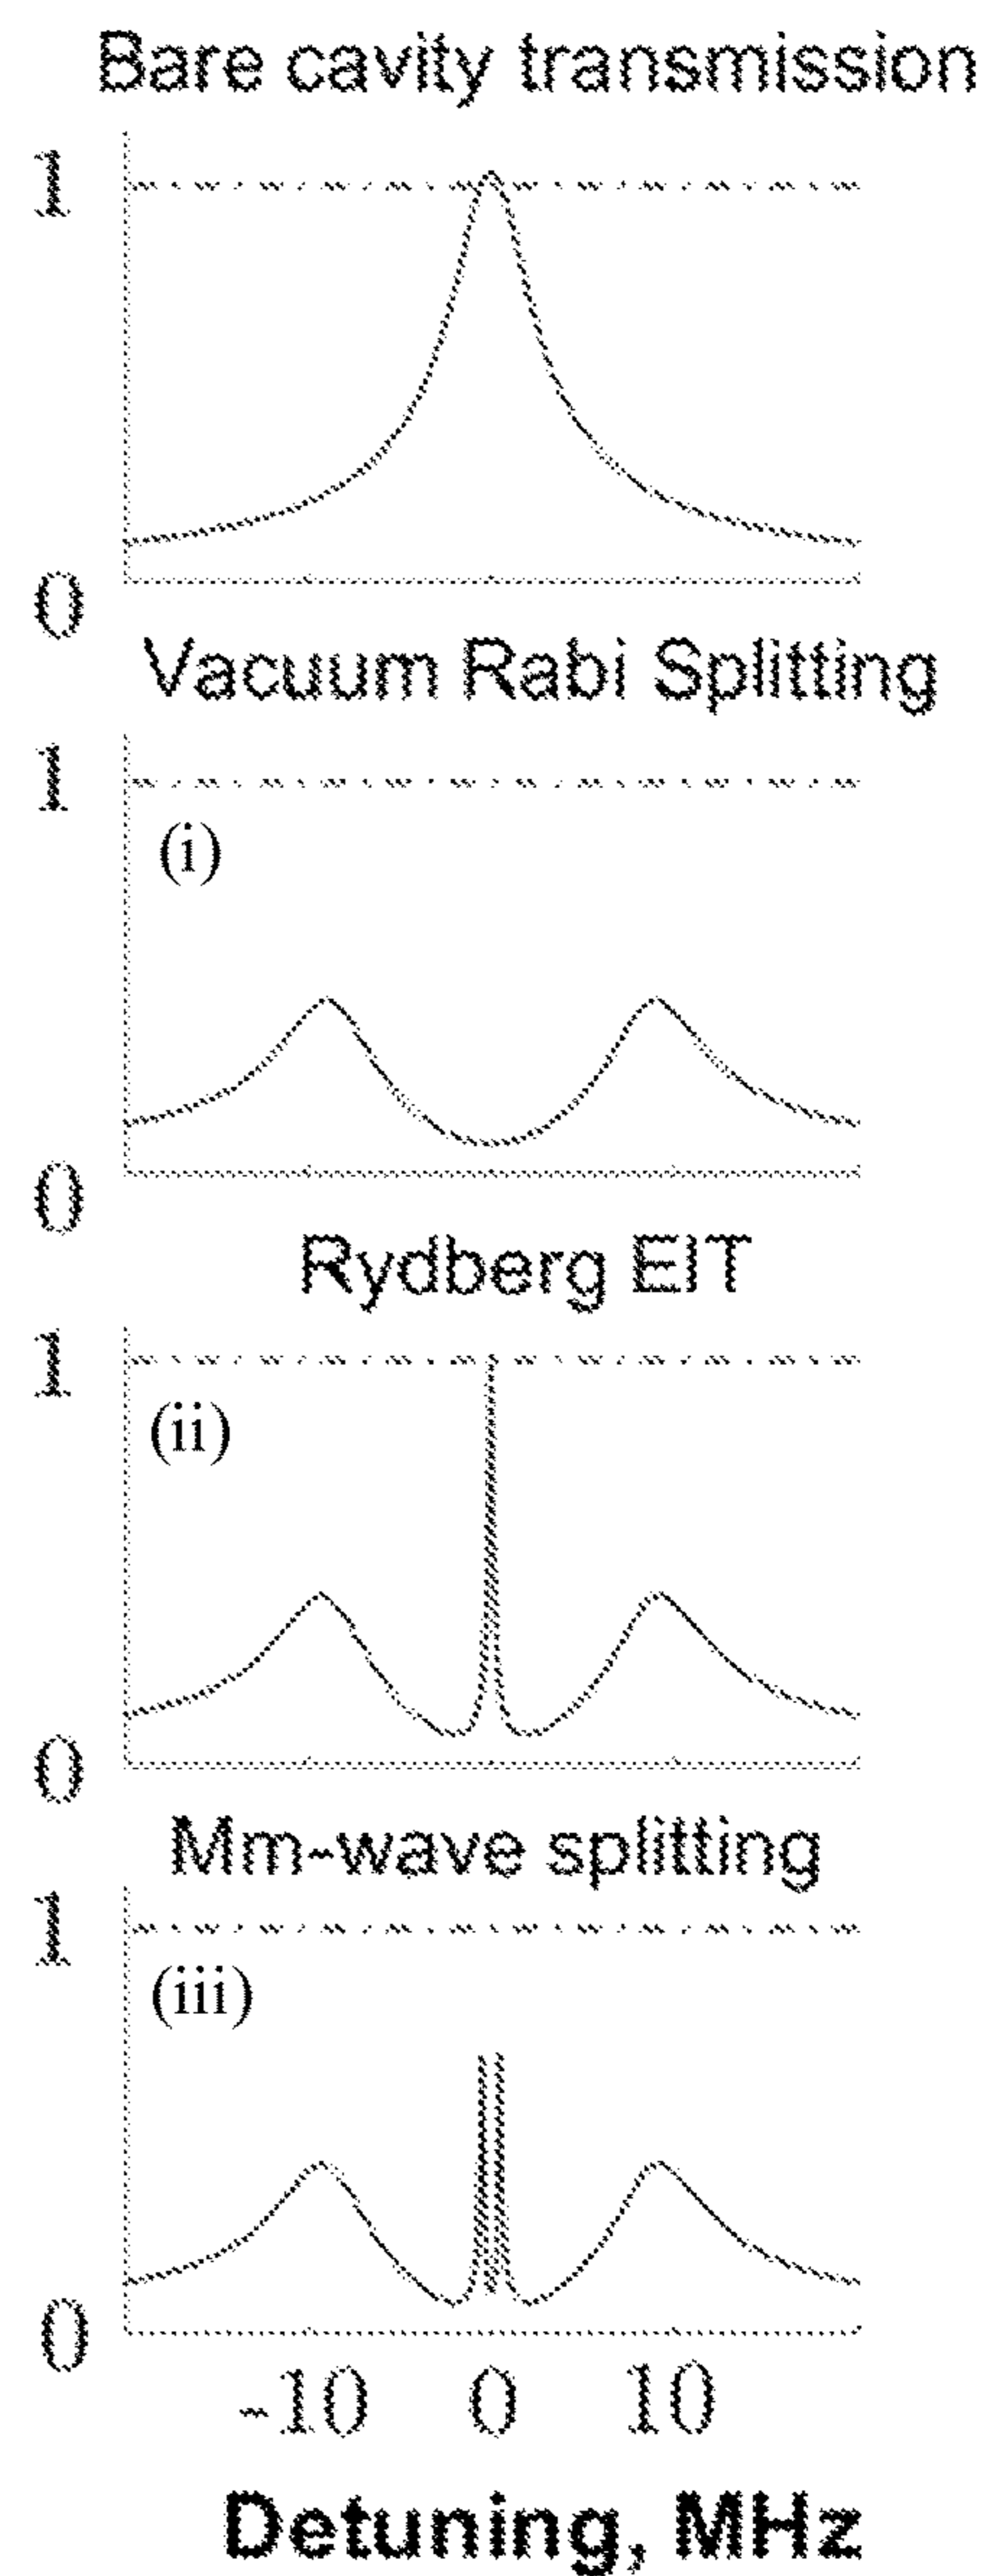 Bare cavity transmission
1
0
Vacuum Rabi Splitting
1
(i)
0
Rydberg EIT
1
(ii)
0
Mm-wave splitting
1
(iii)
0
-10 0 10
Detuning, MHz